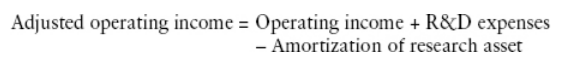 Adjusted operating income = Operating income + R&D expenses
– Amortization of research asset